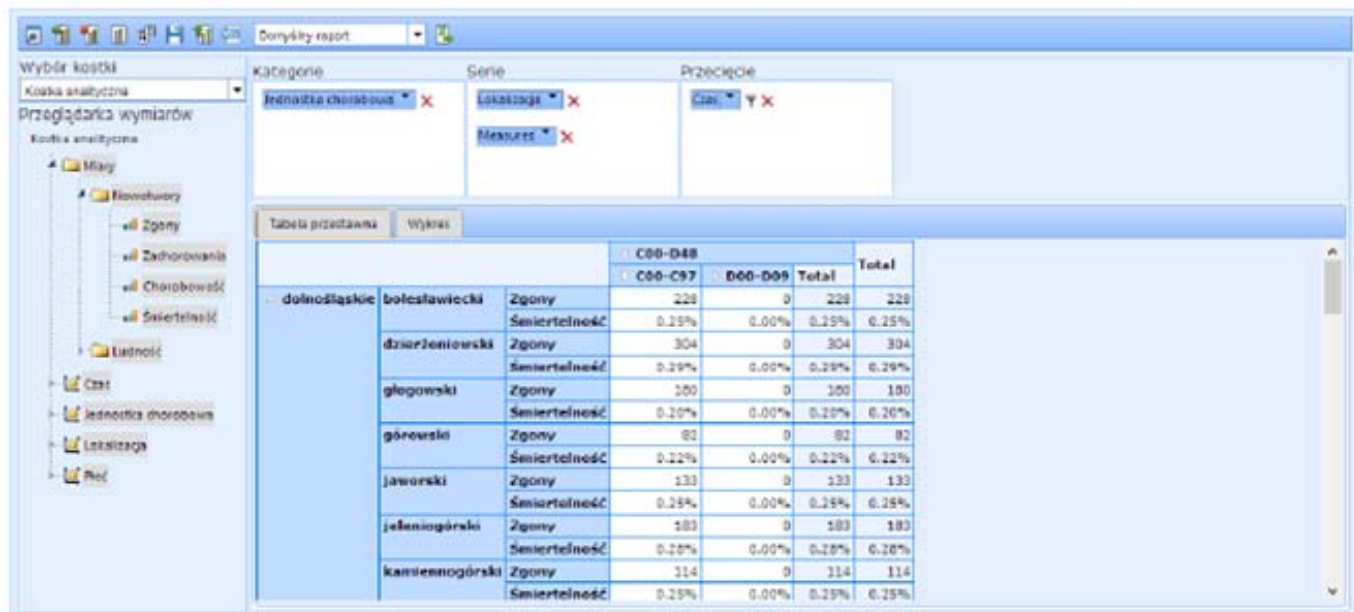 Domyślny raport
Wybór kostki
Kostka analityczna
Przeglądarka wymiarów
Kostka analityczna
Miary
Nowotwory
Zgony
Zachorowania
Chorobowość
Śmiertelność
Ludność
Czas
Jednostka chorobowa
Lokalizacja
Płeć
Kategorie
Jednostka chorobowa
Serie
Lokalizacja
Measures
Przecięcie
Czas
Tabela przestawna Wykres
C00-D48 Total
C00-C97 D00-D09 Total
dolnośląskie bolesławiecki Zgony 228 0 228 228
Śmiertelność 0.25% 0.00% 0.25% 0.25%
dzierżoniowski Zgony 304 0 304 304
Śmiertelność 0.29% 0.00% 0.29% 0.29%
głogowski Zgony 180 0 180 180
Śmiertelność 0.20% 0.00% 0.20% 0.20%
górowski Zgony 82 0 82 82
Śmiertelność 0.22% 0.00% 0.22% 0.22%
jaworski Zgony 133 0 133 133
Śmiertelność 0.25% 0.00% 0.25% 0.25%
jeleniogórski Zgony 183 0 183 183
Śmiertelność 0.28% 0.00% 0.28% 0.28%
kamiennogórski Zgony 114 0 114 114
Śmiertelność 0.25% 0.00% 0.25% 0.25%